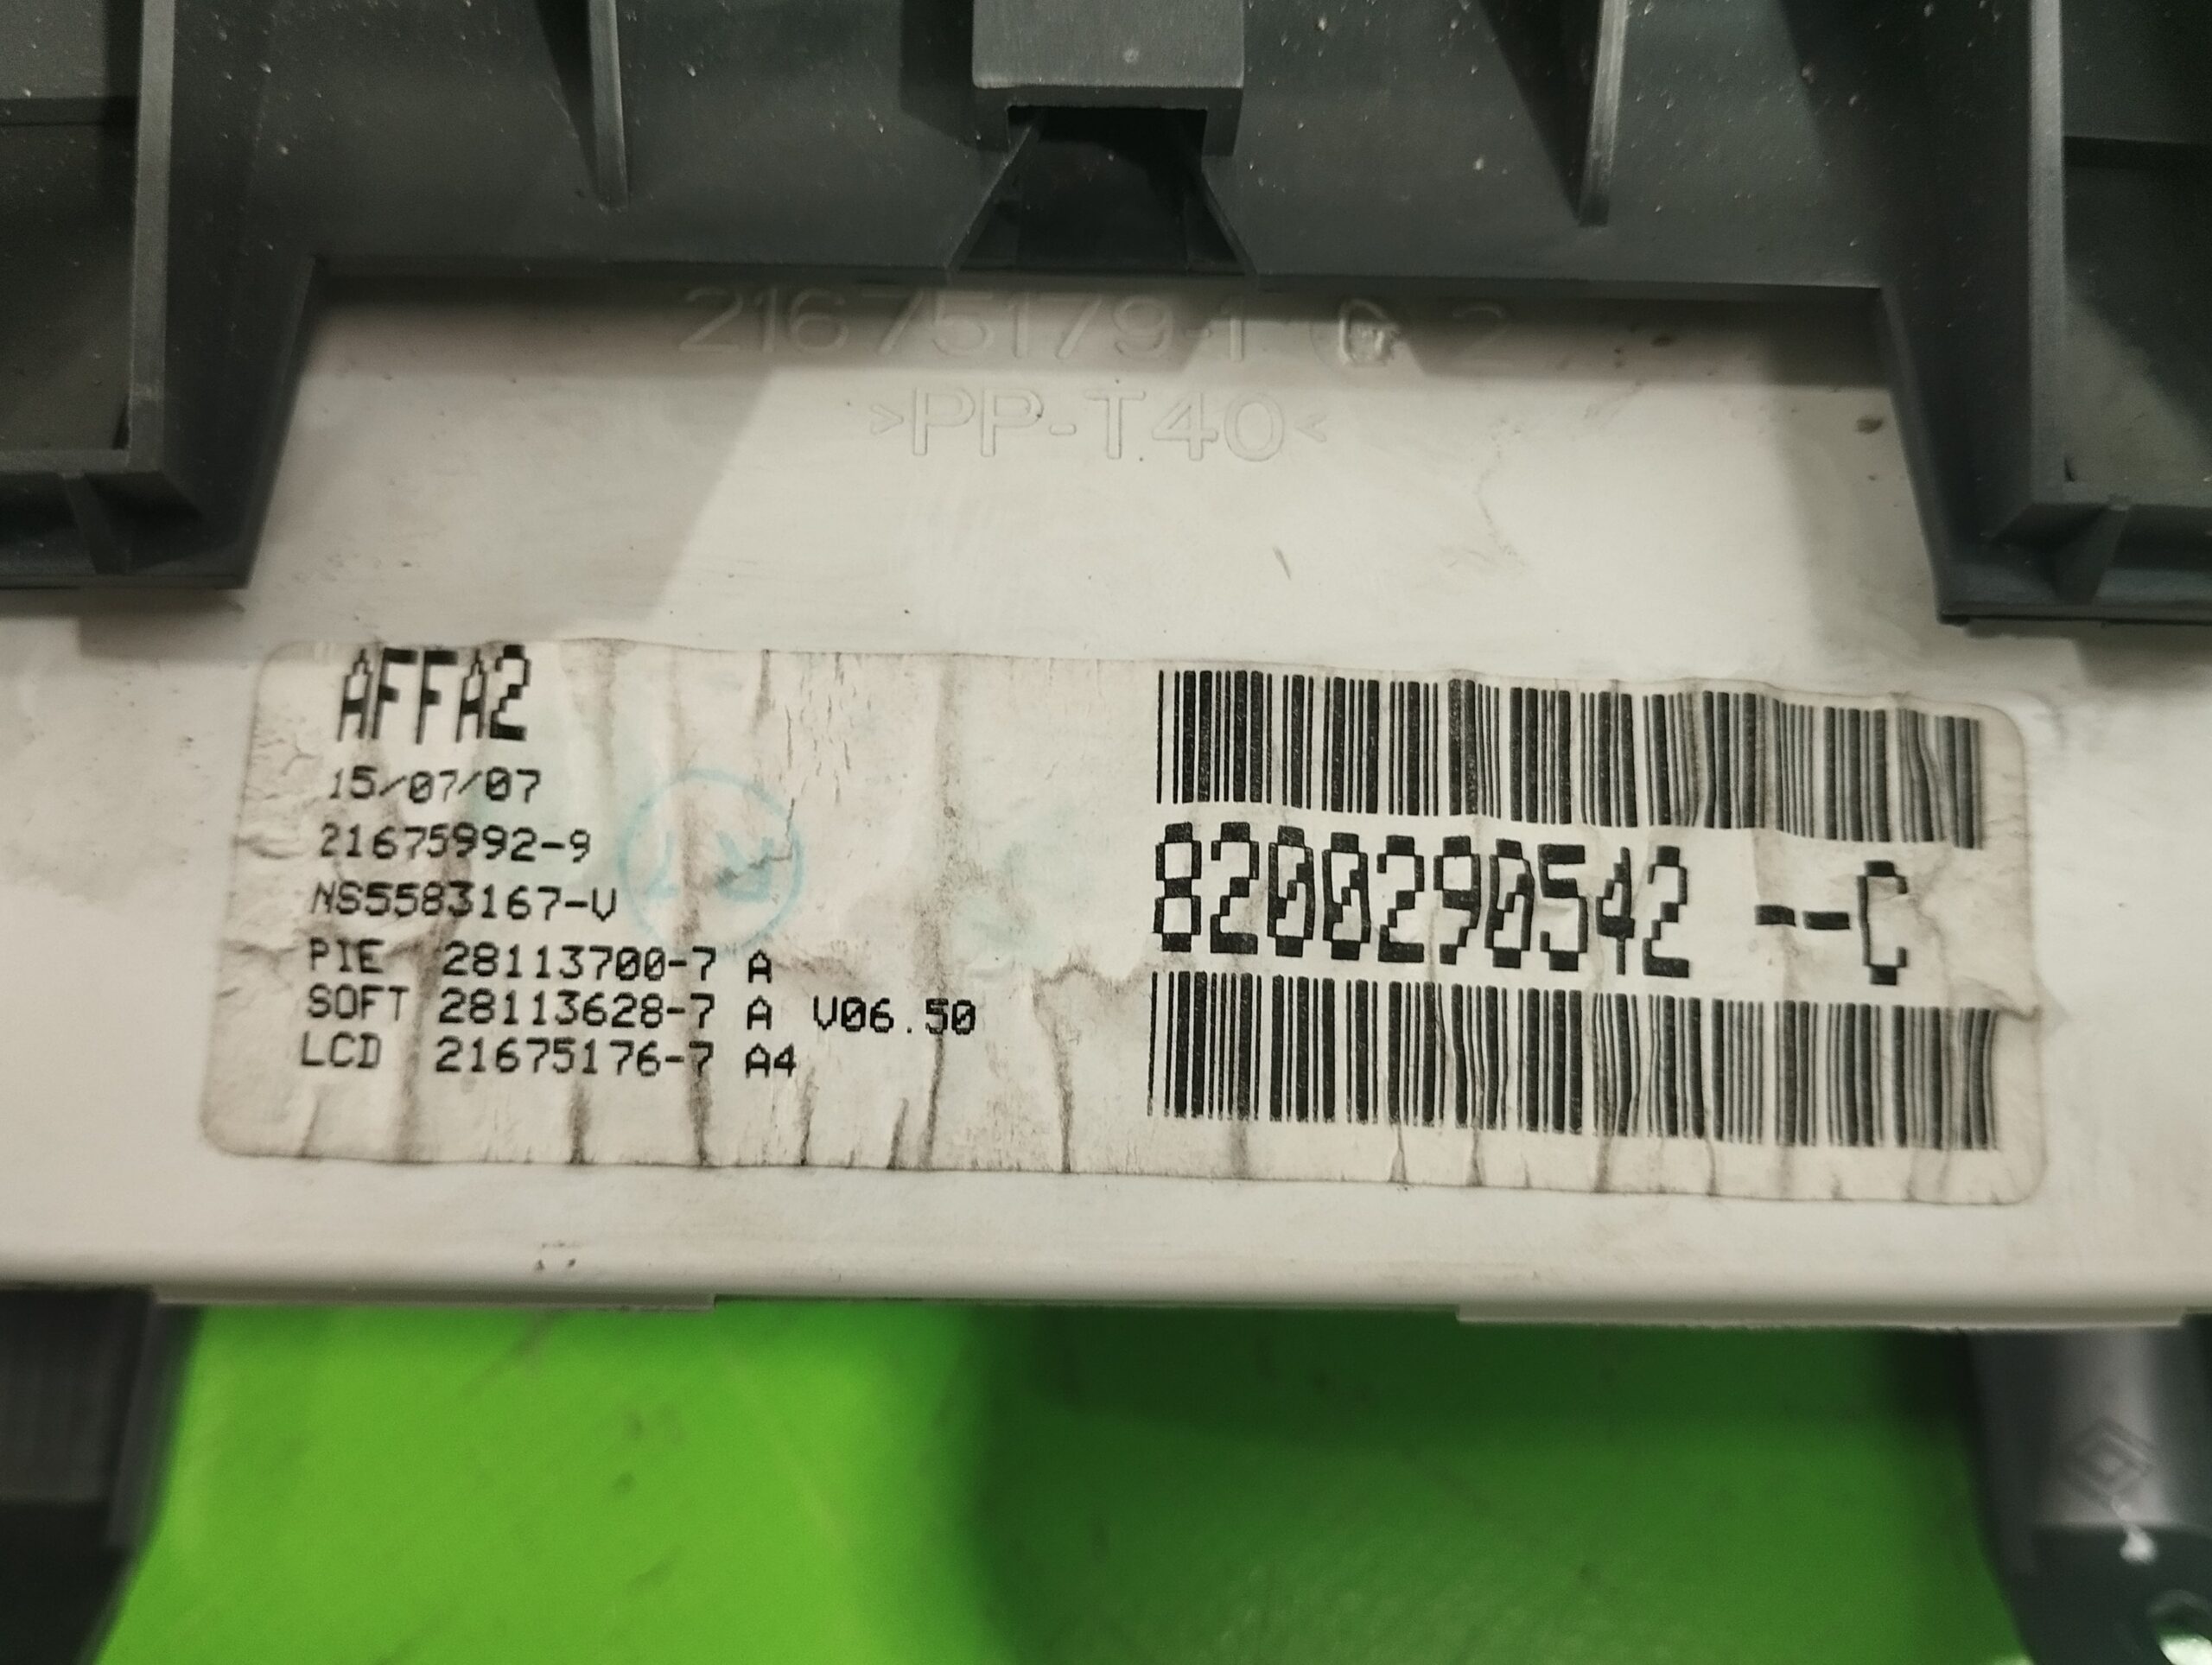 21675179-1 G 2
>PP-T40<
AFFA2
15/07/07
21675992-9
NS5583167-V
PIE 28113700-7 A
SOFT 28113628-7 A V06.50
LCD 21675176-7 A4
8200290542 --C